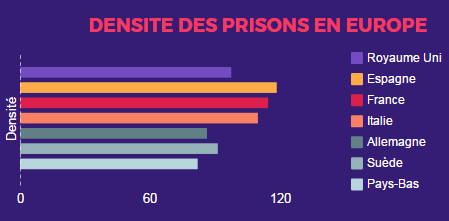 DENSITE DES PRISONS EN EUROPE
Densité
0
60
120
Royaume Uni
Espagne
France
Italie
Allemagne
Suède
Pays-Bas